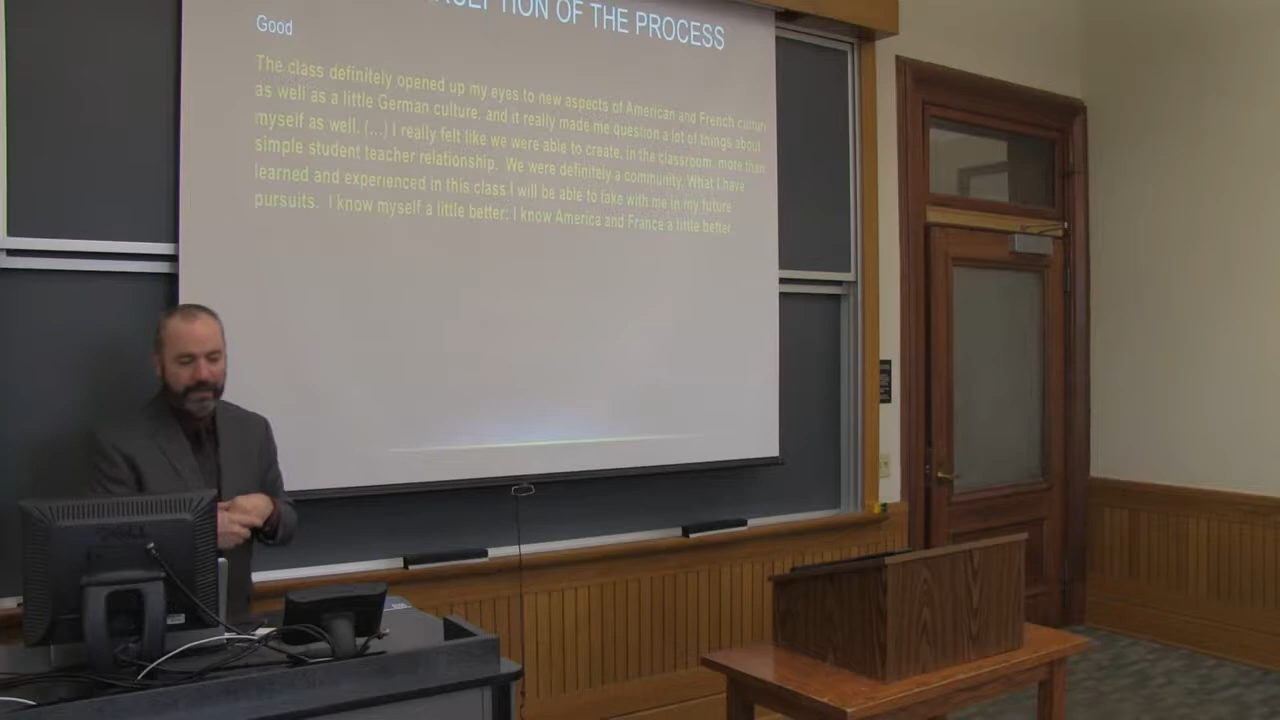 OF THE PROCESS
Good
The class definitely opened up my eyes to new aspects of American and French
as well as a little German culture, and it really made me question a lot of things about
myself as well. (...) I really felt like we were able to create, in the classroom, more than
simple student teacher relationship. We were definitely a community. What I have
learned and experienced in this class I will be able to take with me in my future
pursuits. I know myself a little better; I know America and France a little better.
DELL